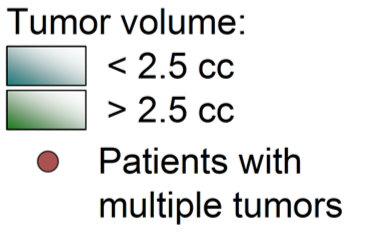 Tumor volume:
< 2.5 cc
> 2.5 cc
Patients with
multiple tumors